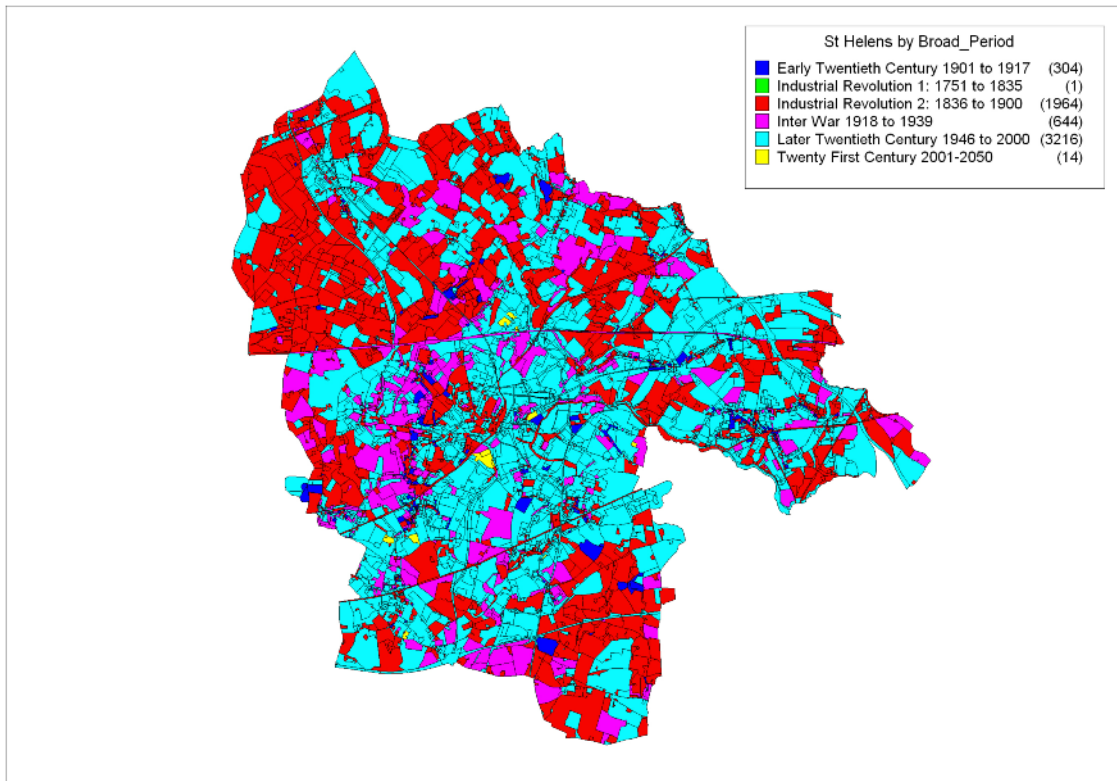 St Helens by Broad_Period
Early Twentieth Century 1901 to 1917 (304)
Industrial Revolution 1: 1751 to 1835 (1)
Industrial Revolution 2: 1836 to 1900 (1964)
Inter War 1918 to 1939 (644)
Later Twentieth Century 1946 to 2000 (3216)
Twenty First Century 2001-2050 (14)